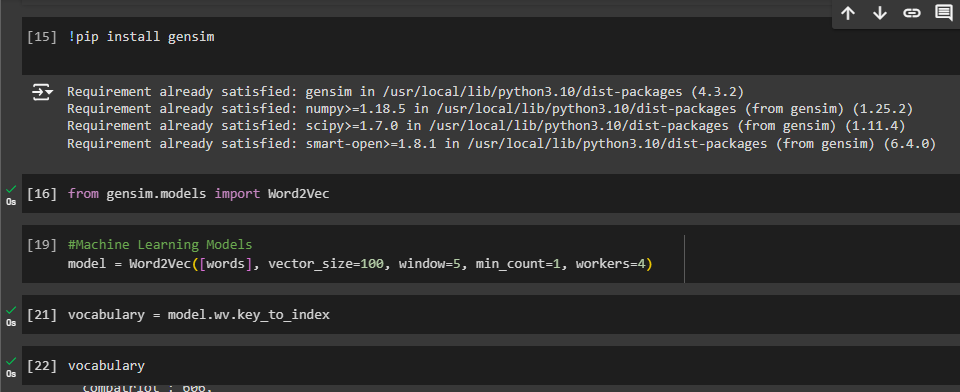 [15] !pip install gensim
Requirement already satisfied: gensim in /usr/local/lib/python3.10/dist-packages (4.3.2)
Requirement already satisfied: numpy>=1.18.5 in /usr/local/lib/python3.10/dist-packages (from gensim) (1.25.2)
Requirement already satisfied: scipy>=1.7.0 in /usr/local/lib/python3.10/dist-packages (from gensim) (1.11.4)
Requirement already satisfied: smart-open>=1.8.1 in /usr/local/lib/python3.10/dist-packages (from gensim) (6.4.0)
[16] from gensim.models import Word2Vec
0s
[19] #Machine Learning Models
model = Word2Vec([words], vector_size=100, window=5, min_count=1, workers=4)
[21] vocabulary = model.wv.key_to_index
0s
[22] vocabulary
0s
'compatriot': 606,